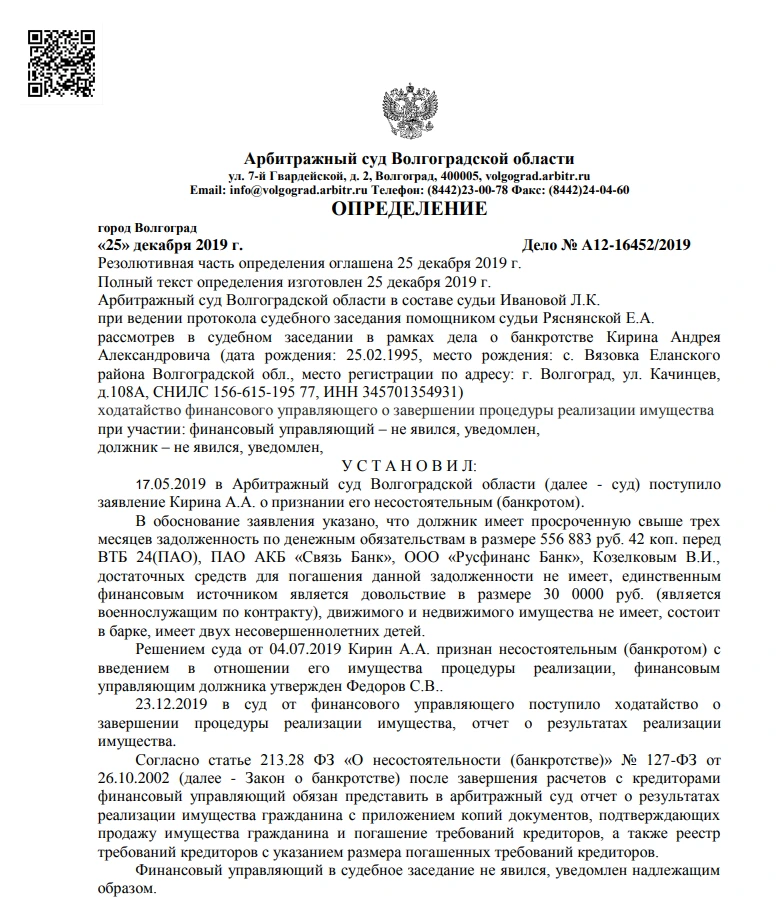 Арбитражный суд Волгоградской области
ул. 7-й Гвардейской, д. 2, Волгоград, 400005, volgograd.arbitr.ru
Email: info@volgograd.arbitr.ru Телефон: (8442)23-00-78 Факс: (8442)24-04-60
ОПРЕДЕЛЕНИЕ
город Волгоград
«25» декабря 2019 г. Дело № А12-16452/2019
Резолютивная часть определения оглашена 25 декабря 2019 г.
Полный текст определения изготовлен 25 декабря 2019 г.
Арбитражный суд Волгоградской области в составе судьи Ивановой Л.К.
при ведении протокола судебного заседания помощником судьи Ряснянской Е.А.
рассмотрев в судебном заседании в рамках дела о банкротстве Кирина Андрея
Александровича (дата рождения: 25.02.1995, место рождения: с. Вязовка Еланского
района Волгоградской обл., место регистрации по адресу: г. Волгоград, ул. Качинцев,
д.108А, СНИЛС 156-615-195 77, ИНН 345701354931)
ходатайство финансового управляющего о завершении процедуры реализации имущества
при участии: финансовый управляющий – не явился, уведомлен,
должник – не явился, уведомлен,
У С Т А Н О В И Л:
17.05.2019 в Арбитражный суд Волгоградской области (далее - суд) поступило
заявление Кирина А.А. о признании его несостоятельным (банкротом).
В обоснование заявления указано, что должник имеет просроченную свыше трех
месяцев задолженность по денежным обязательствам в размере 556 883 руб. 42 коп. перед
ВТБ 24(ПАО), ПАО АКБ «Связь Банк», ООО «Русфинанс Банк», Козелковым В.И.,
достаточных средств для погашения данной задолженности не имеет, единственным
финансовым источником является довольствие в размере 30 0000 руб. (является
военнослужащим по контракту), движимого и недвижимого имущества не имеет, состоит
в барке, имеет двух несовершеннолетних детей.
Решением суда от 04.07.2019 Кирин А.А. признан несостоятельным (банкротом) с
введением в отношении его имущества процедуры реализации, финансовым
управляющим должника утвержден Федоров С.В..
23.12.2019 в суд от финансового управляющего поступило ходатайство о
завершении процедуры реализации имущества, отчет о результатах реализации
имущества.
Согласно статье 213.28 ФЗ «О несостоятельности (банкротстве)» № 127-ФЗ от
26.10.2002 (далее - Закон о банкротстве) после завершения расчетов с кредиторами
финансовый управляющий обязан представить в арбитражный суд отчет о результатах
реализации имущества гражданина с приложением копий документов, подтверждающих
продажу имущества гражданина и погашение требований кредиторов, а также реестр
требований кредиторов с указанием размера погашенных требований кредиторов.
Финансовый управляющий в судебное заседание не явился, уведомлен надлежащим
образом.